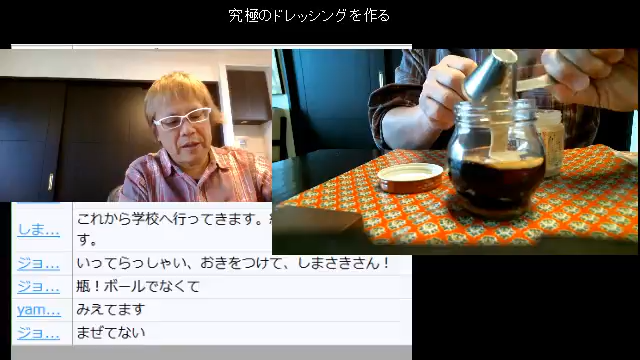 究極のドレッシングを作る
しま...
これから学校へ行ってきます。
す。
ジョ...
いってらっしゃい、おきをつけて、しまさきさん！
ジョ...
瓶！ボールでなくて
yam...
みえてます
ジョ...
まぜてない